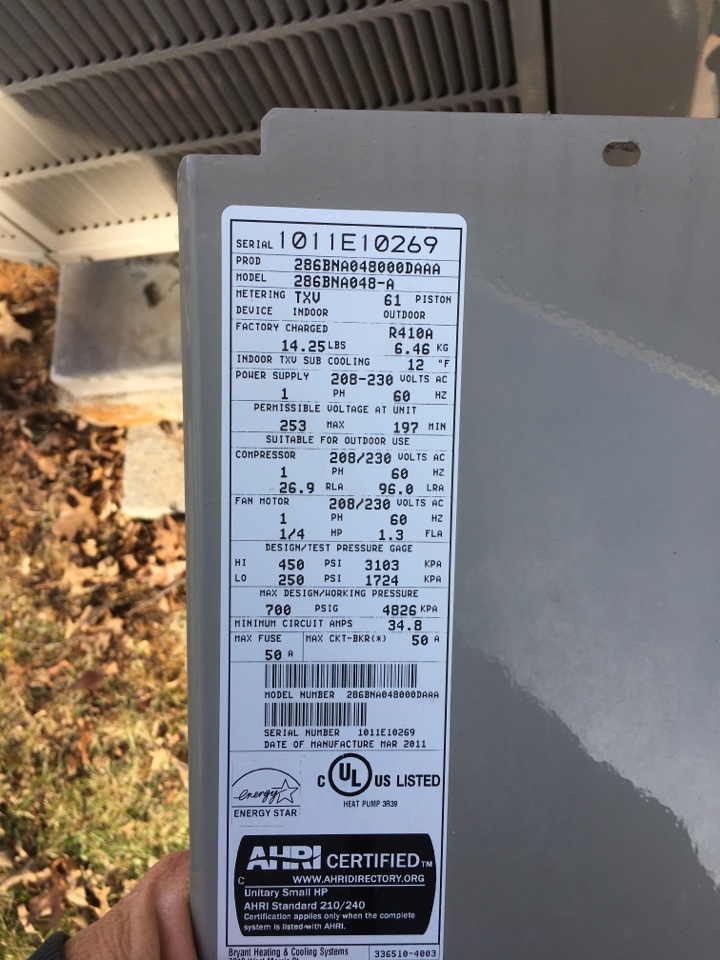 SERIAL 1011E10269
PROD 286BNA048000DAAA
MODEL 286BNA048-A
METERING TXV 61 PISTON
DEVICE INDOOR OUTDOOR
FACTORY CHARGED R410A
14.25 LBS 6.46 KG
INDOOR TXV SUB COOLING 12 °F
POWER SUPPLY 208-230 VOLTS AC
1 PH 60 HZ
PERMISSIBLE VOLTAGE AT UNIT
253 MAX 197 MIN
SUITABLE FOR OUTDOOR USE
COMPRESSOR 208/230 VOLTS AC
1 PH 60 HZ
26.9 RLA 96.0 LRA
FAN MOTOR 208/230 VOLTS AC
1 PH 60 HZ
1/4 HP 1.3 FLA
DESIGN/TEST PRESSURE GAGE
HI 450 PSI 3103 KPA
LO 250 PSI 1724 KPA
MAX DESIGN/WORKING PRESSURE
700 PSIG 4826 KPA
MINIMUM CIRCUIT AMPS 34.8
MAX FUSE MAX CKT-BKR(*) 50 A
50 A
MODEL NUMBER 286BNA048000DAAA
SERIAL NUMBER 1011E10269
DATE OF MANUFACTURE MAR 2011
energy
ENERGY STAR
C UL US LISTED
HEAT PUMP 3R39
AHRI CERTIFIED™
C WWW.AHRIDIRECTORY.ORG
Unitary Small HP
AHRI Standard 210/240
Certification applies only when the complete
system is listed with AHRI.
Bryant Heating & Cooling Systems 336510-4003